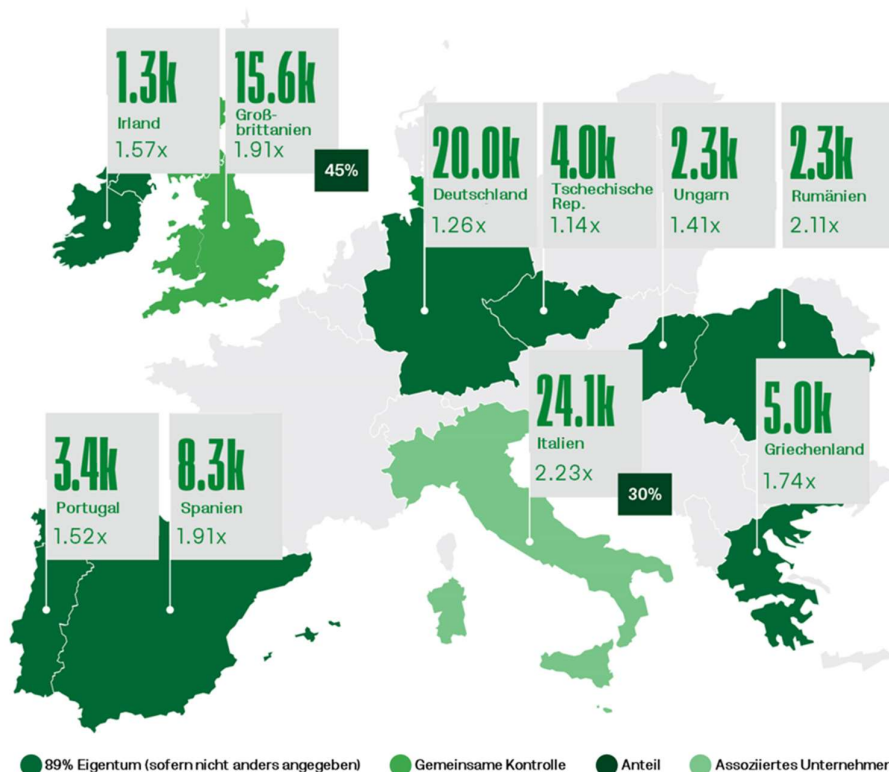 1.3k
Irland
1.57x
15.6k
Groß-
brittanien
1.91x
45%
20.0k
Deutschland
1.26x
4.0k
Tschechische
Rep.
1.14x
2.3k
Ungarn
1.41x
2.3k
Rumänien
2.11x
24.1k
Italien
2.23x
30%
5.0k
Griechenland
1.74x
3.4k
Portugal
1.52x
8.3k
Spanien
1.91x
89% Eigentum (sofern nicht anders angegeben)
Gemeinsame Kontrolle
Anteil
Assoziiertes Unternehmen